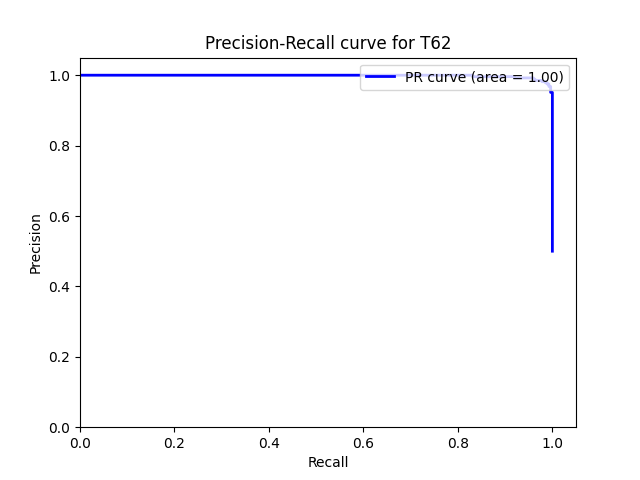 Precision-Recall curve for T62
PR curve (area = 1.00)
Precision
1.0
0.8
0.6
0.4
0.2
0.0
0.0 0.2 0.4 0.6 0.8 1.0
Recall